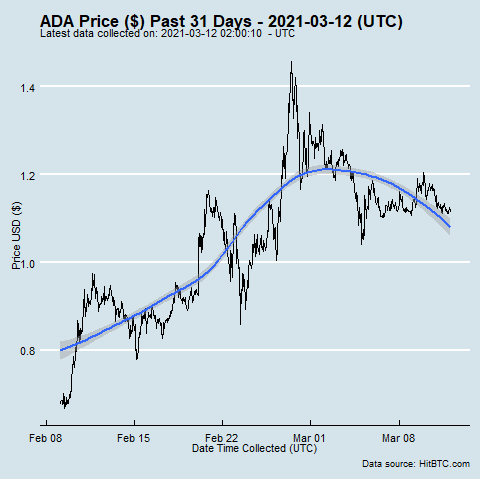 ADA Price ($) Past 31 Days - 2021-03-12 (UTC)
Latest data collected on: 2021-03-12 02:00:10 - UTC
Price USD ($)
1.4
1.2
1.0
0.8
Feb 08 Feb 15 Feb 22 Mar 01 Mar 08
Date Time Collected (UTC)
Data source: HitBTC.com